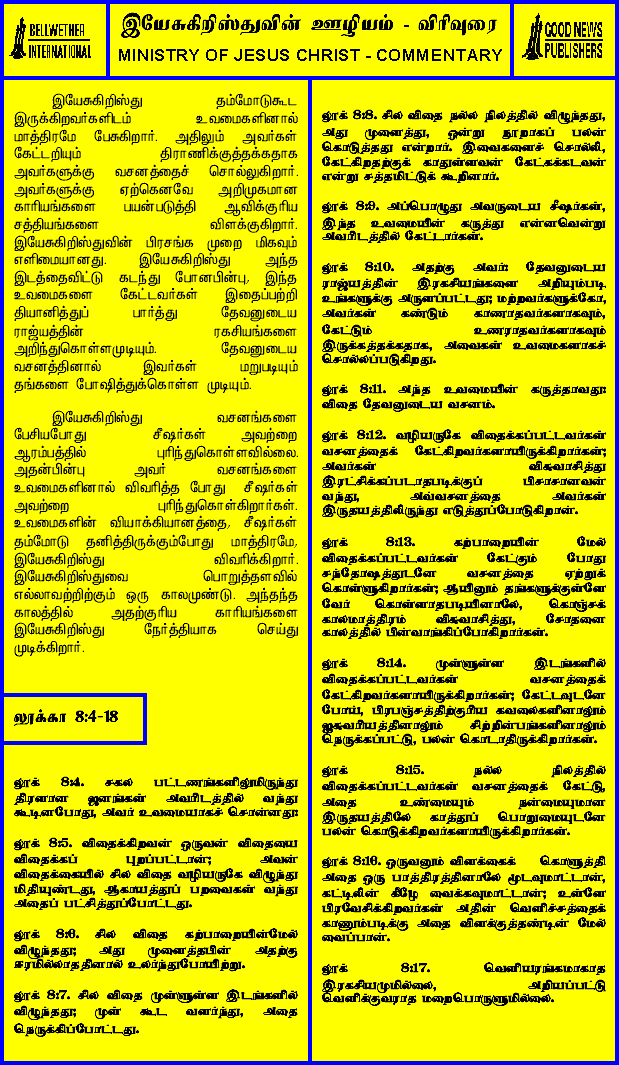 BELLWETHER
INTERNATIONAL
இயேசுகிறிஸ்துவின் ஊழியம் - விரிவுரை
MINISTRY OF JESUS CHRIST - COMMENTARY
GOOD NEWS
PUBLISHERS
இயேசுகிறிஸ்து தம்மோடுகூட
இருக்கிறவர்களிடம் உவமைகளினால்
மாத்திரமே பேசுகிறார். அதிலும் அவர்கள்
கேட்டறியும் திராணிக்குத்தக்கதாக
அவர்களுக்கு வசனத்தைச் சொல்லுகிறார்.
அவர்களுக்கு ஏற்கெனவே அறிமுகமான
காரியங்களை பயன்படுத்தி ஆவிக்குரிய
சத்தியங்களை விளக்குகிறார்.
இயேசுகிறிஸ்துவின் பிரசங்க முறை மிகவும்
எளிமையானது. இயேசுகிறிஸ்து அந்த
இடத்தைவிட்டு கடந்து போனபின்பு, இந்த
உவமைகளை கேட்டவர்கள் இதைப்பற்றி
தியானித்துப் பார்த்து தேவனுடைய
ராஜ்யத்தின் ரகசியங்களை
அறிந்துகொள்ளமுடியும். தேவனுடைய
வசனத்தினால் இவர்கள் மறுபடியும்
தங்களை போஷித்துக்கொள்ள முடியும்.
இயேசுகிறிஸ்து வசனங்களை
பேசியபோது சீஷர்கள் அவற்றை
ஆரம்பத்தில் புரிந்துகொள்ளவில்லை.
அதன்பின்பு அவர் வசனங்களை
உவமைகளினால் விவரித்த போது சீஷர்கள்
அவற்றை புரிந்துகொள்கிறார்கள்.
உவமைகளின் வியாக்கியானத்தை, சீஷர்கள்
தம்மோடு தனித்திருக்கும்போது மாத்திரமே,
இயேசுகிறிஸ்து விவரிக்கிறார்.
இயேசுகிறிஸ்துவை பொறுத்தளவில்
எல்லாவற்றிற்கும் ஒரு காலமுண்டு. அந்தந்த
காலத்தில் அதற்குரிய காரியங்களை
இயேசுகிறிஸ்து நேர்த்தியாக செய்து
முடிக்கிறார்.
லூக்கா 8:4-18
லூக் 8:4. சகல பட்டணங்களிலுமிருந்து
திரளான ஜனங்கள் அவரிடத்தில் வந்து
கூடினபோது, அவர் உவமையாகச் சொன்னது:
லூக் 8:5. விதைக்கிறவன் ஒருவன் விதையை
விதைக்கப் புறப்பட்டான்; அவன்
விதைக்கையில் சில விதை வழியருகே விழுந்து
மிதியுண்டது, ஆகாயத்துப் பறவைகள் வந்து
அதைப் பட்சித்துப்போட்டது.
லூக் 8:6. சில விதை கற்பாறையின்மேல்
விழுந்தது; அது முளைத்தபின் அதற்கு
ஈரமில்லாததினால் உலர்ந்துபோயிற்று.
லூக் 8:7. சில விதை முள்ளுள்ள இடங்களில்
விழுந்தது; முள் கூட வளர்ந்து, அதை
நெருக்கிப்போட்டது.
லூக் 8:8. சில விதை நல்ல நிலத்தில் விழுந்தது,
அது முளைத்து, ஒன்று நூறாகப் பலன்
கொடுத்தது என்றார். இவைகளைச் சொல்லி,
கேட்கிறதற்குக் காதுள்ளவன் கேட்கக்கடவன்
என்று சத்தமிட்டுக் கூறினார்.
லூக் 8:9. அப்பொழுது அவருடைய சீஷர்கள்,
இந்த உவமையின் கருத்து என்னவென்று
அவரிடத்தில் கேட்டார்கள்.
லூக் 8:10. அதற்கு அவர்: தேவனுடைய
ராஜ்யத்தின் இரகசியங்களை அறியும்படி
உங்களுக்கு அருளப்பட்டது; மற்றவர்களுக்கோ,
அவர்கள் கண்டும் காணாதவர்களாகவும்,
கேட்டும் உணராதவர்களாகவும்
இருக்கத்தக்கதாக, அவைகள் உவமைகளாகச்
சொல்லப்படுகிறது.
லூக் 8:11. அந்த உவமையின் கருத்தாவது:
விதை தேவனுடைய வசனம்.
லூக் 8:12. வழியருகே விதைக்கப்பட்டவர்கள்
வசனத்தைக் கேட்கிறவர்களாயிருக்கிறார்கள்;
அவர்கள் விசுவாசித்து
இரட்சிக்கப்படாதபடிக்குப் பிசாசானவன்
வந்து, அவ்வசனத்தை அவர்கள்
இருதயத்திலிருந்து எடுத்துப்போடுகிறான்.
லூக் 8:13. கற்பாறையின் மேல்
விதைக்கப்பட்டவர்கள் கேட்கும் போது
சந்தோஷத்துடனே வசனத்தை ஏற்றுக்
கொள்ளுகிறார்கள்; ஆயினும் தங்களுக்குள்ளே
வேர் கொள்ளாதபடியினாலே, கொஞ்சக்
காலமாத்திரம் விசுவாசித்து, சோதனை
காலத்தில் பின்வாங்கிப்போகிறார்கள்.
லூக் 8:14. முள்ளுள்ள இடங்களில்
விதைக்கப்பட்டவர்கள் வசனத்தைக்
கேட்கிறவர்களாயிருக்கிறார்கள்; கேட்டவுடனே
போய், பிரபஞ்சத்திற்குரிய கவலைகளினாலும்
ஐசுவரியத்தினாலும் சிற்றின்பங்களினாலும்
நெருக்கப்பட்டு, பலன் கொடாதிருக்கிறார்கள்.
லூக் 8:15. நல்ல நிலத்தில்
விதைக்கப்பட்டவர்கள் வசனத்தைக் கேட்டு,
அதை உண்மையும் நன்மையுமான
இருதயத்திலே காத்துப் பொறுமையுடனே
பலன் கொடுக்கிறவர்களாயிருக்கிறார்கள்.
லூக் 8:16. ஒருவனும் விளக்கைக் கொளுத்தி
அதை ஒரு பாத்திரத்தினாலே மூடவுமாட்டான்,
கட்டிலின் கீழே வைக்கவுமாட்டான்; உள்ளே
பிரவேசிக்கிறவர்கள் அதின் வெளிச்சத்தைக்
காணும்படிக்கு அதை விளக்குத்தண்டின் மேல்
வைப்பான்.
லூக் 8:17. வெளியரங்கமாகாத
இரகசியமுமில்லை, அறியப்பட்டு
வெளிக்குவராத மறைபொருளுமில்லை.